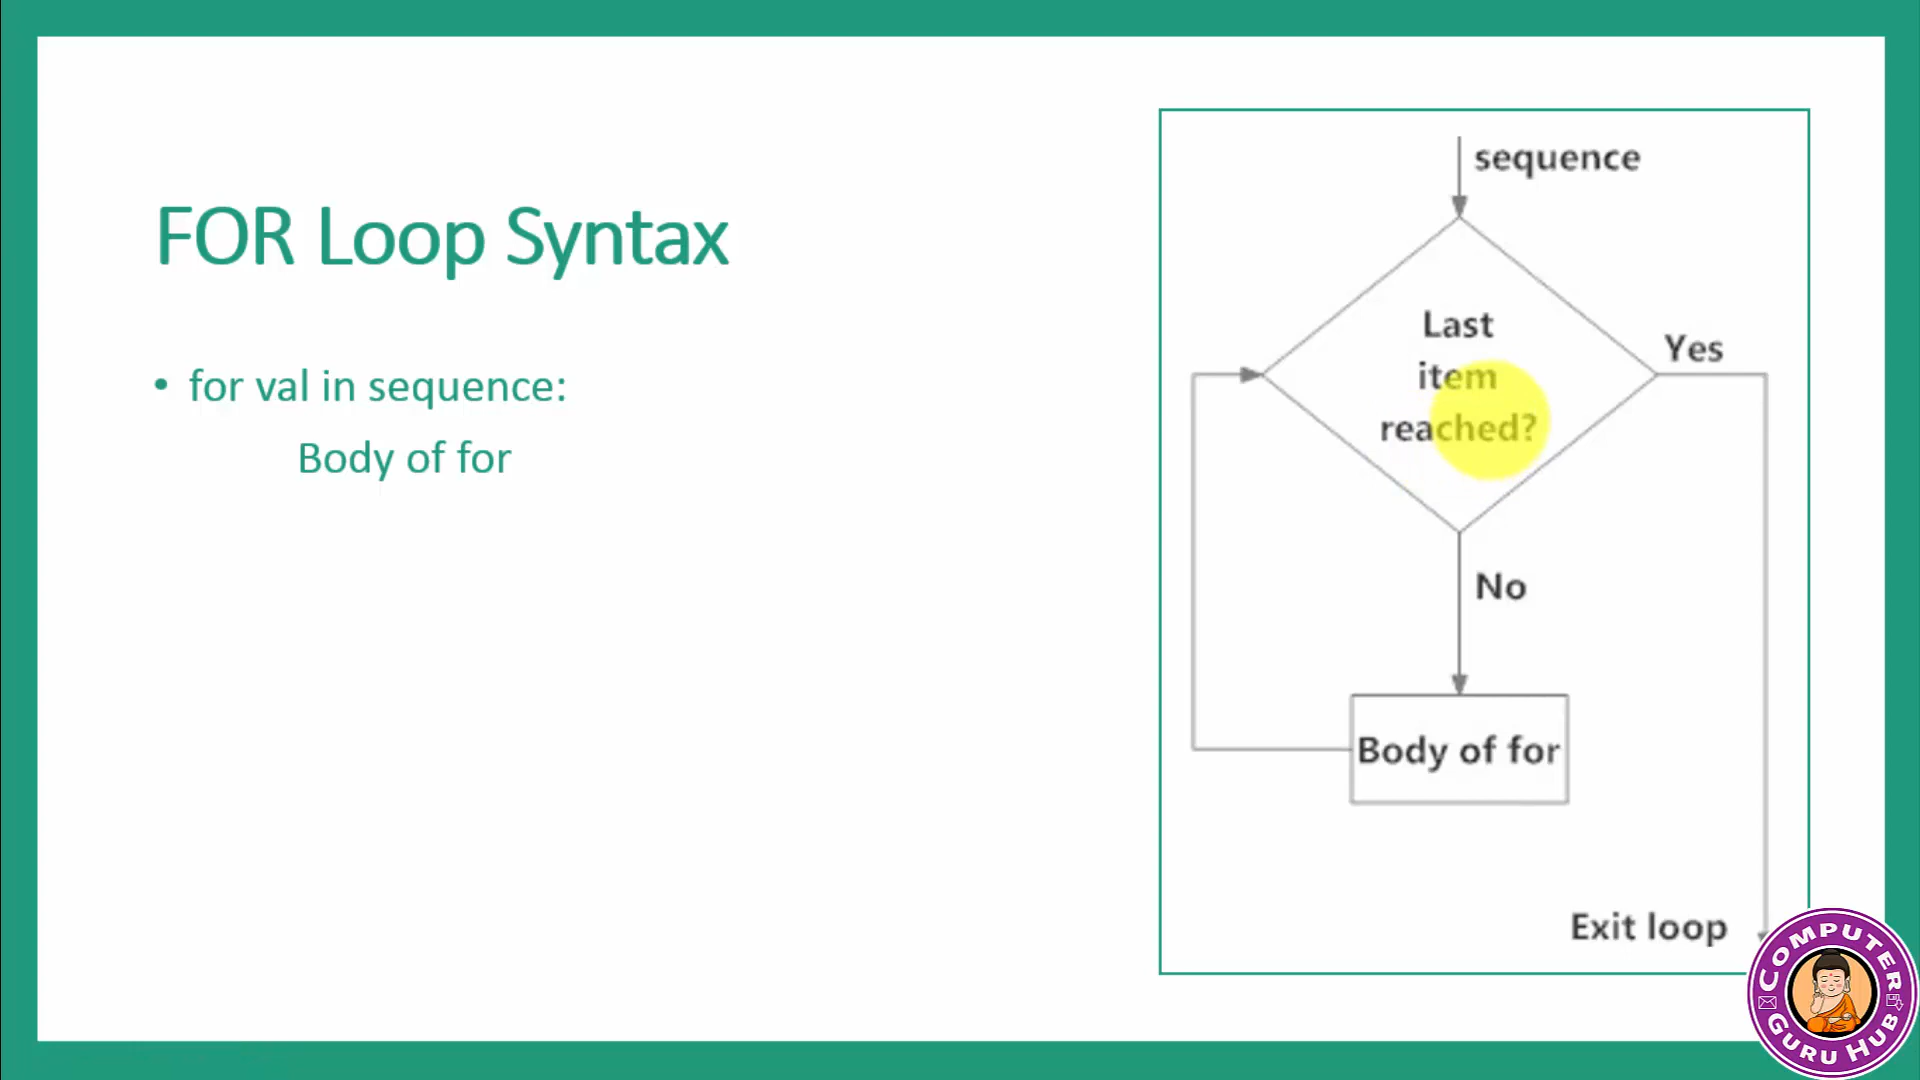 FOR Loop Syntax
• for val in sequence:
Body of for
sequence
Last
item
reached?
Yes
No
Body of for
Exit loop
COMPUTER
GURU HUB